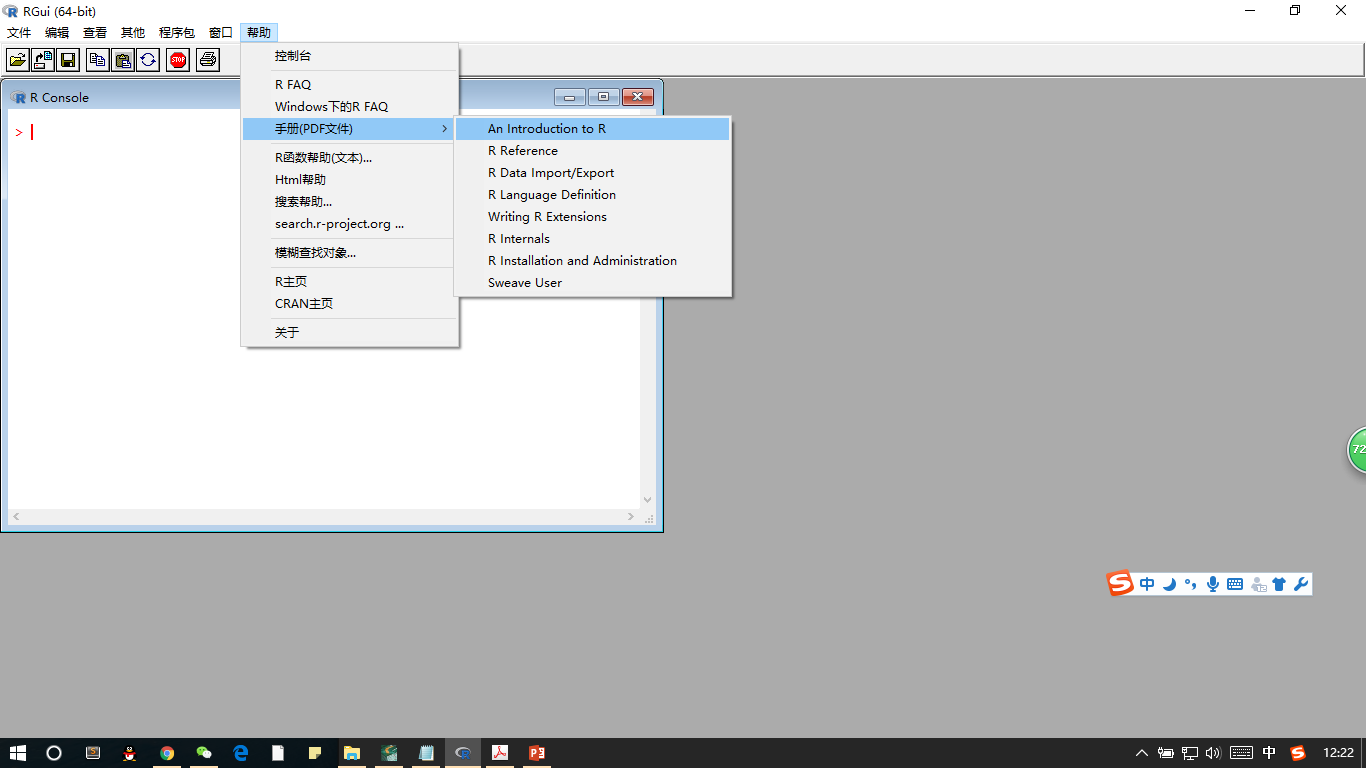 RGui (64-bit)
文件 编辑 查看 其他 程序包 窗口 帮助
STOP
R Console
>
控制台
R FAQ
Windows下的R FAQ
手册(PDF文件)
R函数帮助(文本)...
Html帮助
搜索帮助...
search.r-project.org ...
模糊查找对象...
R主页
CRAN主页
关于
An Introduction to R
R Reference
R Data Import/Export
R Language Definition
Writing R Extensions
R Internals
R Installation and Administration
Sweave User
72
中
中
12:22